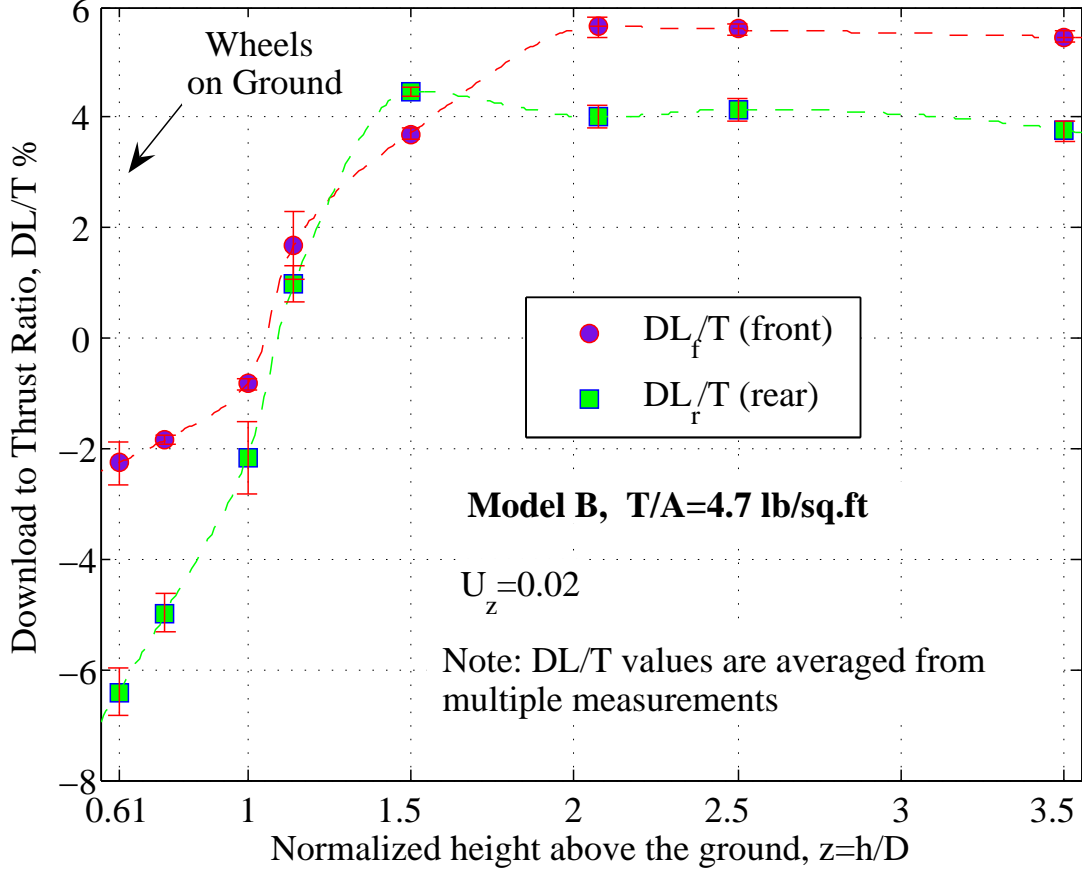 6
4
2
0
−2
−4
−6
−8
Download to Thrust Ratio, DL/T %
Wheels
on Ground
DL_f/T (front)
DL_r/T (rear)
Model B, T/A=4.7 lb/sq.ft
U_z=0.02
Note: DL/T values are averaged from
multiple measurements
0.61 1 1.5 2 2.5 3 3.5
Normalized height above the ground, z=h/D